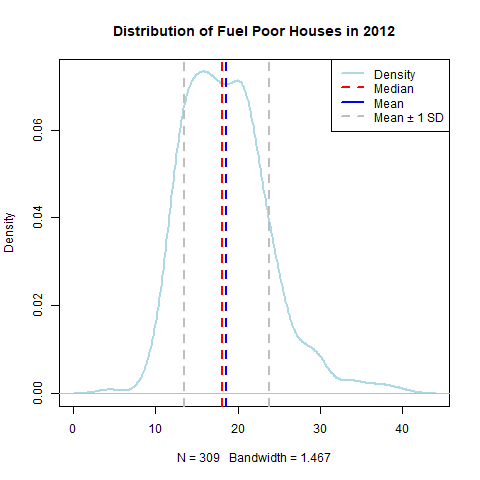 Distribution of Fuel Poor Houses in 2012
Density
Median
Mean
Mean ± 1 SD
Density
0.06
0.04
0.02
0.00
0 10 20 30 40
N = 309 Bandwidth = 1.467